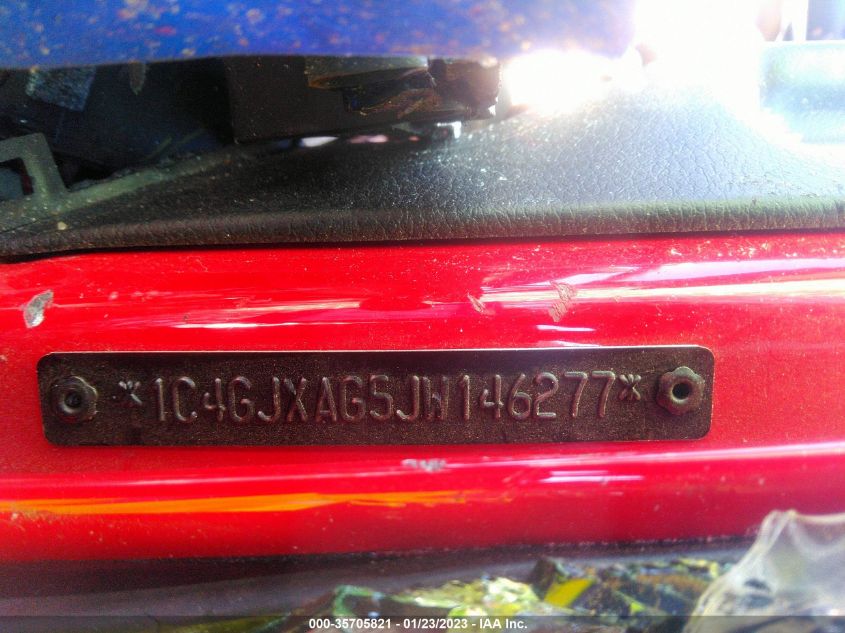 *1C4GJXAG5JW146277*
000-35705821 - 01/23/2023 - IAA Inc.